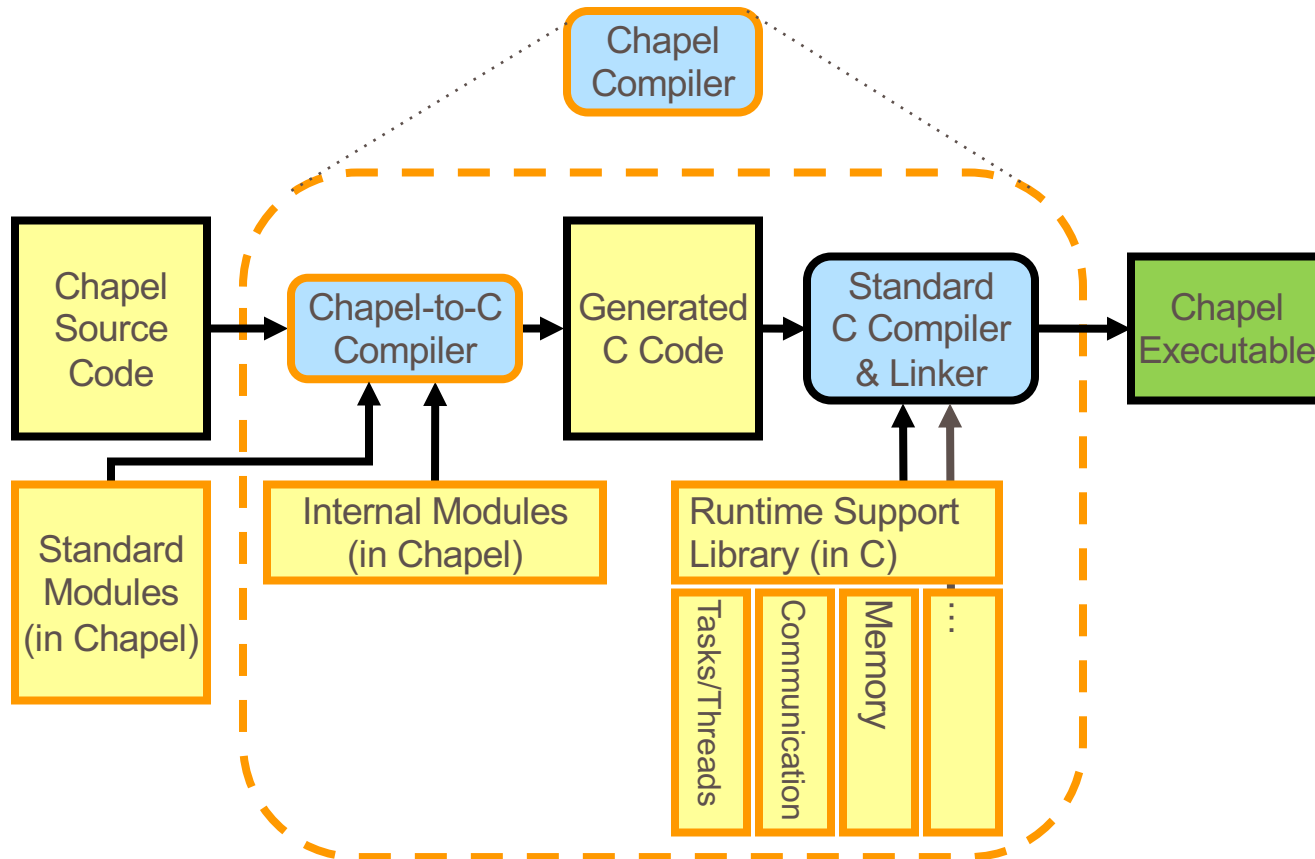 Chapel
Compiler
Chapel
Source
Code
Chapel-to-C
Compiler
Generated
C Code
Standard
C Compiler
& Linker
Chapel
Executable
Standard
Modules
(in Chapel)
Internal Modules
(in Chapel)
Runtime Support
Library (in C)
Tasks/Threads
Communication
Memory
...